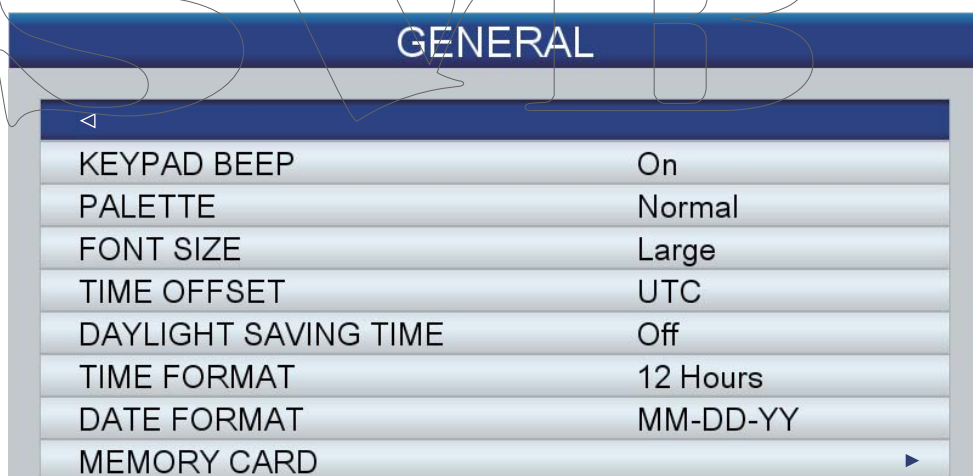 GENERAL
KEYPAD BEEP On
PALETTE Normal
FONT SIZE Large
TIME OFFSET UTC
DAYLIGHT SAVING TIME Off
TIME FORMAT 12 Hours
DATE FORMAT MM-DD-YY
MEMORY CARD